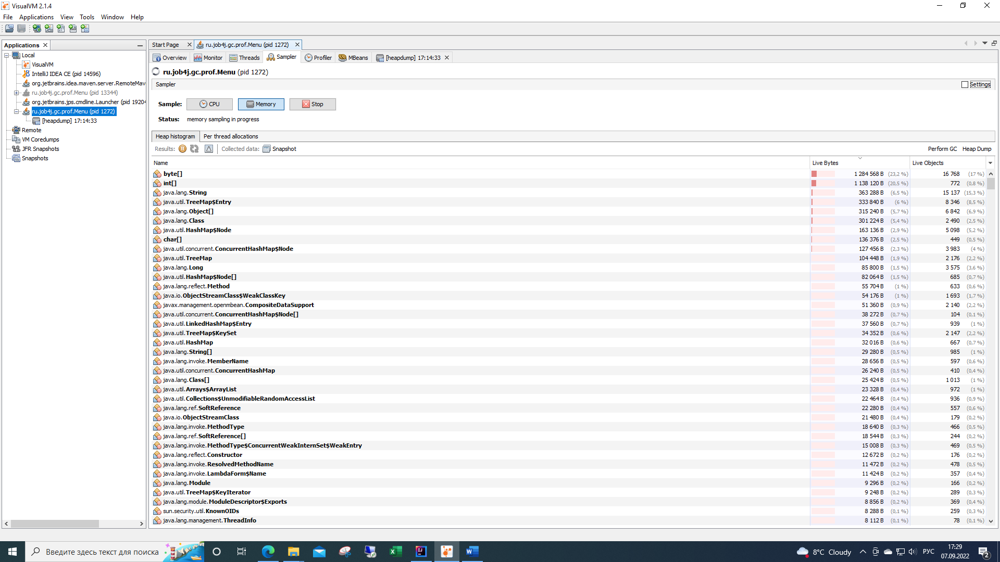 VisualVM 2.1.4
File Applications View Tools Window Help
Applications
Local
VisualVM
IntelliJ IDEA CE (pid 14596)
org.jetbrains.idea.maven.server.RemoteMav
ru.job4j.gc.prof.Menu (pid 13344)
org.jetbrains.jps.cmdline.Launcher (pid 19204
ru.job4j.gc.prof.Menu (pid 1272)
[heapdump] 17:14:33
Remote
VM Coredumps
JFR Snapshots
Snapshots
Start Page ru.job4j.gc.prof.Menu (pid 1272)
Overview Monitor Threads Sampler Profiler MBeans [heapdump] 17:14:33
ru.job4j.gc.prof.Menu (pid 1272)
Sampler Settings
Sample: CPU Memory Stop
Status: memory sampling in progress
Heap histogram Per thread allocations
Results: Collected data: Snapshot Perform GC Heap Dump
Name Live Bytes Live Objects
byte[] 1 284 568 B (23,2 %) 16 768 (17 %)
int[] 1 138 120 B (20,5 %) 772 (0,8 %)
java.lang.String 363 288 B (6,5 %) 15 137 (15,3 %)
java.util.TreeMap$Entry 333 840 B (6 %) 8 346 (8,5 %)
java.lang.Object[] 315 240 B (5,7 %) 6 842 (6,9 %)
java.lang.Class 301 224 B (5,4 %) 2 490 (2,5 %)
java.util.HashMap$Node 163 136 B (2,9 %) 5 098 (5,2 %)
char[] 136 376 B (2,5 %) 449 (0,5 %)
java.util.concurrent.ConcurrentHashMap$Node 127 456 B (2,3 %) 3 983 (4 %)
java.util.TreeMap 104 448 B (1,9 %) 2 176 (2,2 %)
java.lang.Long 85 800 B (1,5 %) 3 575 (3,6 %)
java.util.HashMap$Node[] 82 064 B (1,5 %) 685 (0,7 %)
java.lang.reflect.Method 55 704 B (1 %) 633 (0,6 %)
java.io.ObjectStreamClass$WeakClassKey 54 176 B (1 %) 1 693 (1,7 %)
javax.management.openmbean.CompositeDataSupport 51 360 B (0,9 %) 2 140 (2,2 %)
java.util.concurrent.ConcurrentHashMap$Node[] 38 272 B (0,7 %) 104 (0,1 %)
java.util.LinkedHashMap$Entry 37 560 B (0,7 %) 939 (1 %)
java.util.TreeMap$KeySet 34 352 B (0,6 %) 2 147 (2,2 %)
java.util.HashMap 32 016 B (0,6 %) 667 (0,7 %)
java.lang.String[] 29 280 B (0,5 %) 985 (1 %)
java.lang.invoke.MemberName 28 656 B (0,5 %) 597 (0,6 %)
java.util.concurrent.ConcurrentHashMap 26 240 B (0,5 %) 410 (0,4 %)
java.lang.Class[] 25 424 B (0,5 %) 1 013 (1 %)
java.util.Arrays$ArrayList 23 328 B (0,4 %) 972 (1 %)
java.util.Collections$UnmodifiableRandomAccessList 22 464 B (0,4 %) 936 (0,9 %)
java.lang.ref.SoftReference 22 280 B (0,4 %) 557 (0,6 %)
java.io.ObjectStreamClass 21 480 B (0,4 %) 179 (0,2 %)
java.lang.invoke.MethodType 18 640 B (0,3 %) 466 (0,5 %)
java.lang.ref.SoftReference[] 18 544 B (0,3 %) 244 (0,2 %)
java.lang.invoke.MethodType$ConcurrentWeakInternSet$WeakEntry 15 008 B (0,3 %) 469 (0,5 %)
java.lang.reflect.Constructor 12 672 B (0,2 %) 176 (0,2 %)
java.lang.invoke.ResolvedMethodName 11 472 B (0,2 %) 478 (0,5 %)
java.lang.invoke.LambdaForm$Name 11 424 B (0,2 %) 357 (0,4 %)
java.lang.Module 9 296 B (0,2 %) 166 (0,2 %)
java.util.TreeMap$KeyIterator 9 248 B (0,2 %) 289 (0,3 %)
java.lang.module.ModuleDescriptor$Exports 8 856 B (0,2 %) 369 (0,4 %)
sun.security.util.KnownOIDs 8 288 B (0,1 %) 259 (0,3 %)
java.lang.management.ThreadInfo 8 112 B (0,1 %) 78 (0,1 %)
Введите здесь текст для поиска 8°C Cloudy РУС 17:29
07.09.2022 2